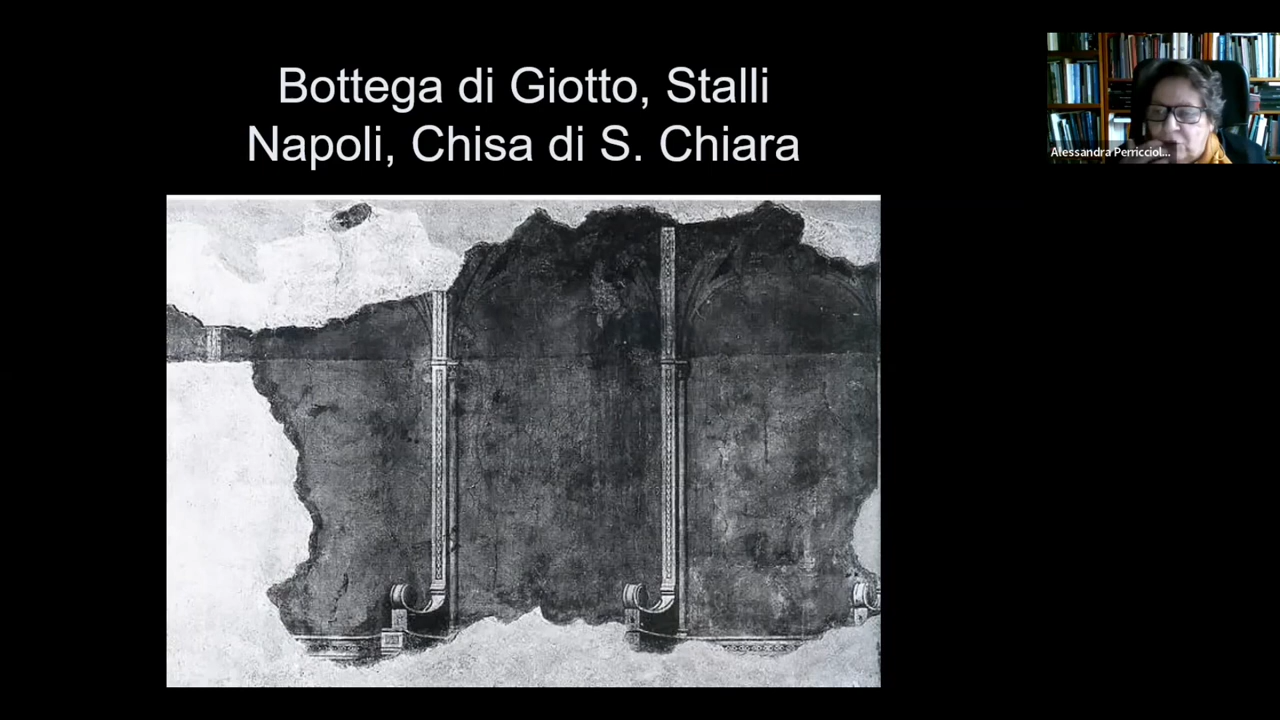 Bottega di Giotto, Stalli
Napoli, Chisa di S. Chiara
Alessandra Perricciol...